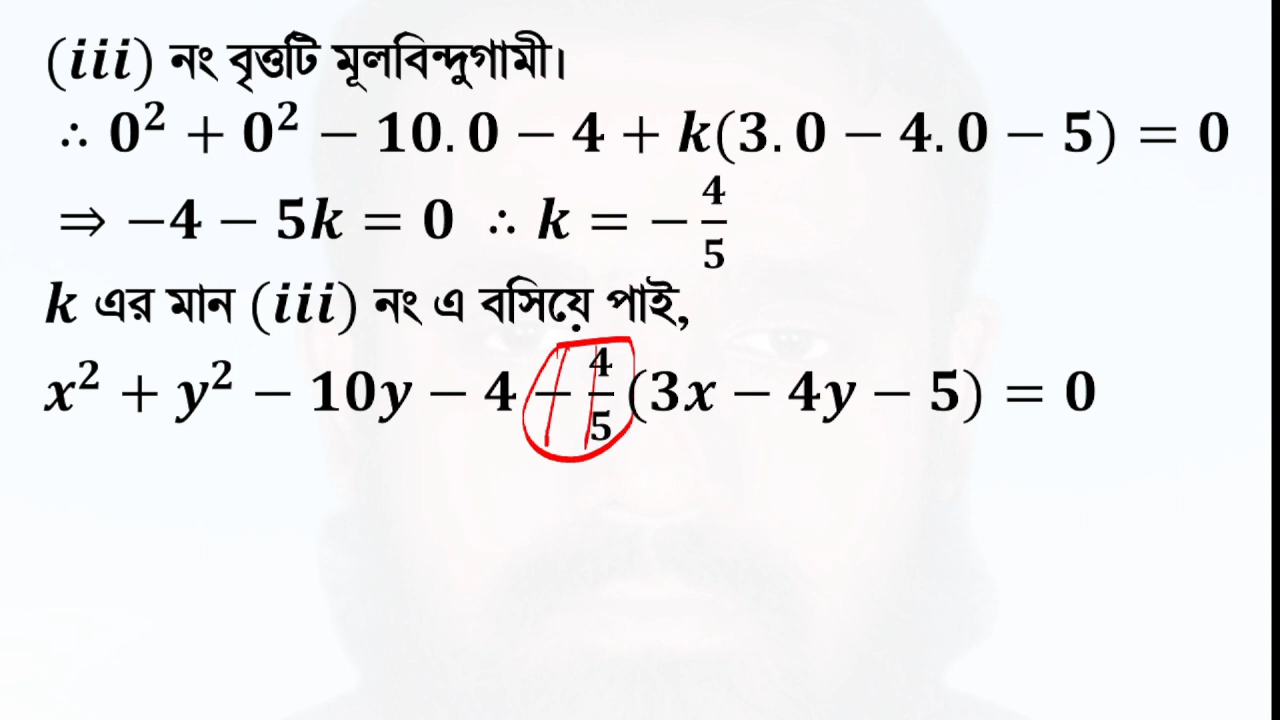 (iii) নং বৃত্তটি মূলবিন্দুগামী।
∴ 0² + 0² − 10.0 − 4 + k(3.0 − 4.0 − 5) = 0
⇒ −4 − 5k = 0 ∴ k = −4/5
k এর মান (iii) নং এ বসিয়ে পাই,
x² + y² − 10y − 4 − 4/5(3x − 4y − 5) = 0